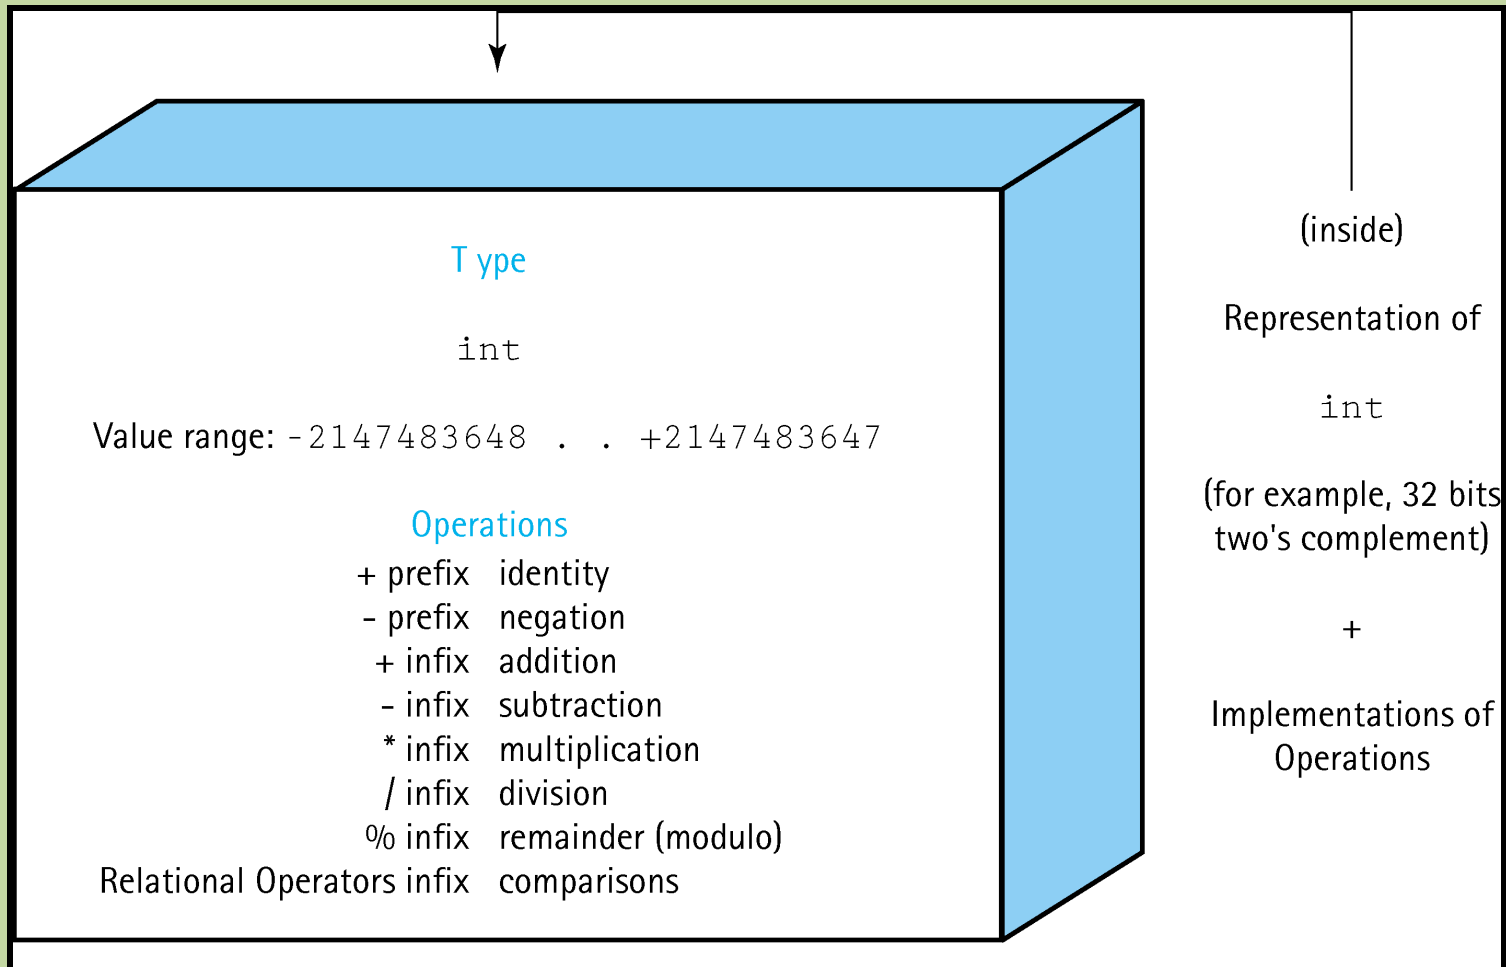 T ype
int
Value range: -2147483648 . . +2147483647
Operations
+ prefix identity
- prefix negation
+ infix addition
- infix subtraction
* infix multiplication
/ infix division
% infix remainder (modulo)
Relational Operators infix comparisons
(inside)
Representation of
int
(for example, 32 bits
two's complement)
+
Implementations of
Operations